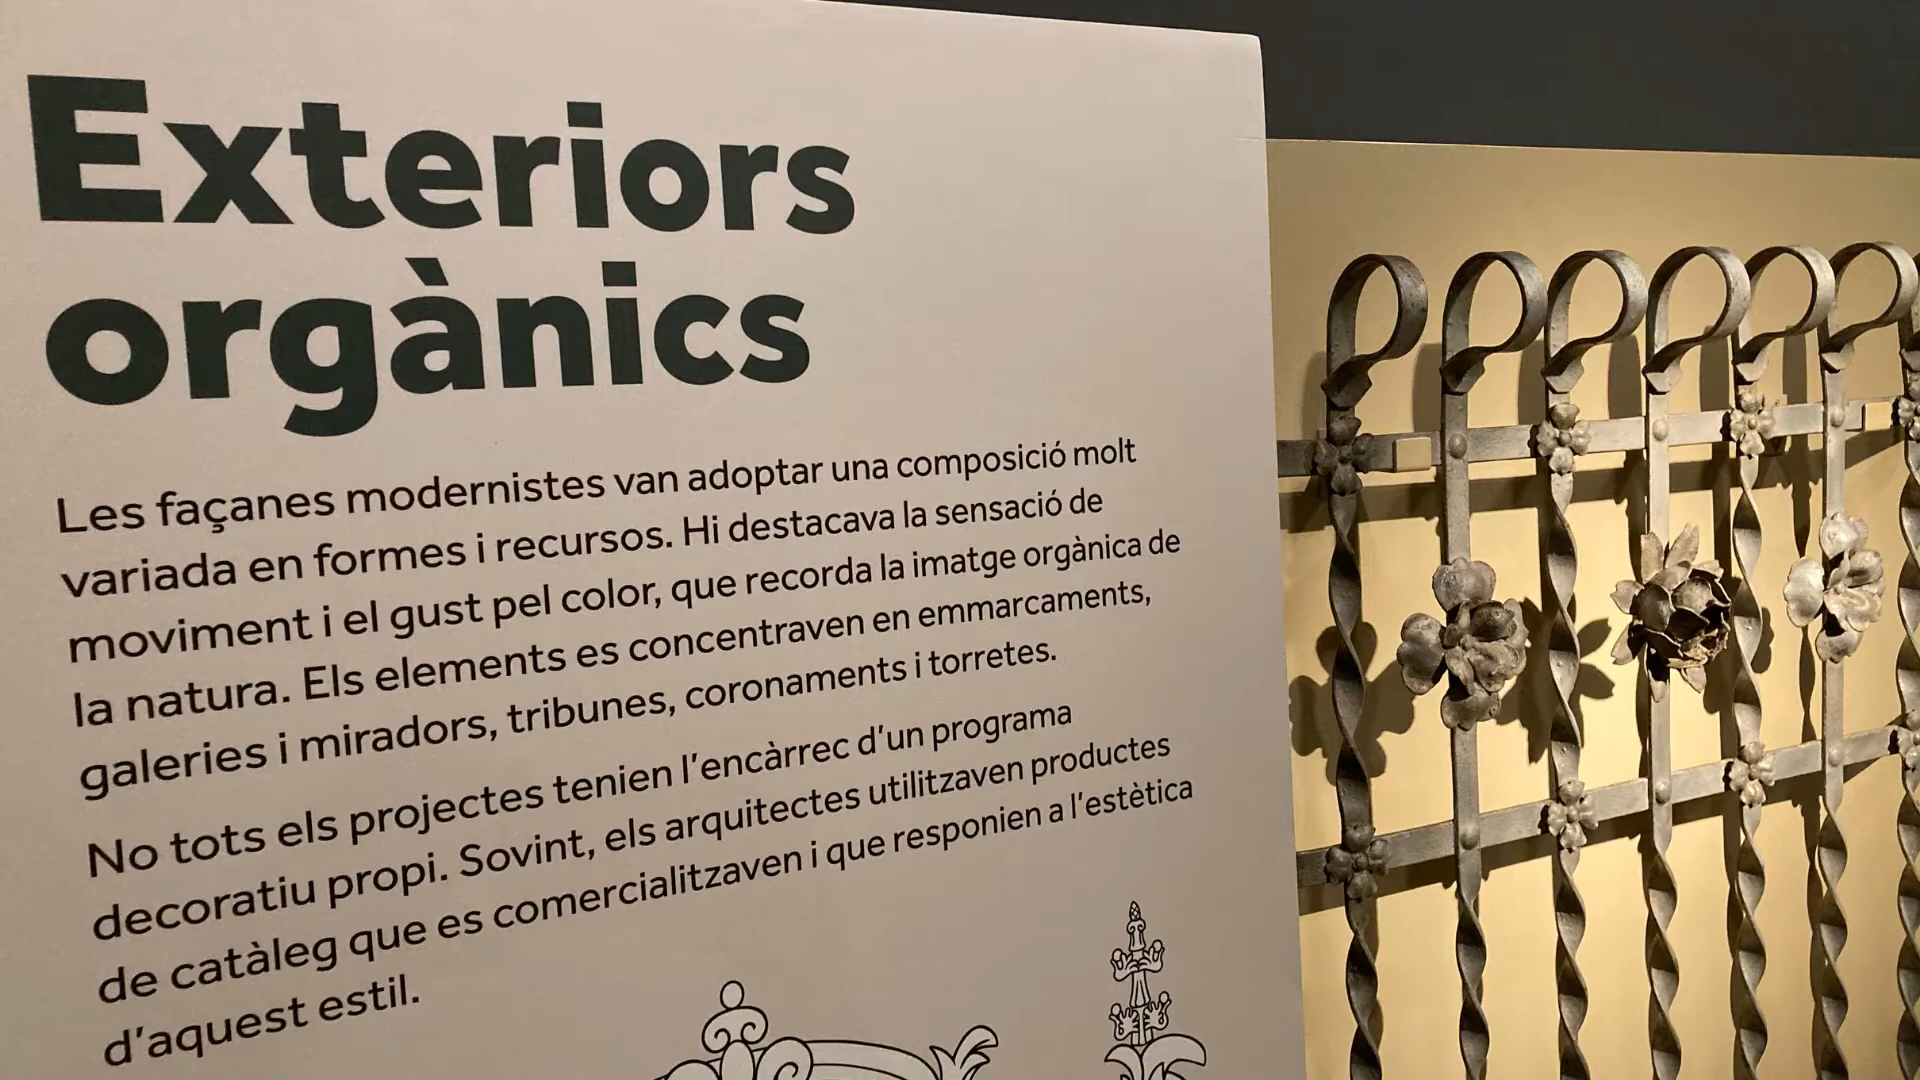 Exteriors
orgànics
Les façanes modernistes van adoptar una composició molt
variada en formes i recursos. Hi destacava la sensació de
moviment i el gust pel color, que recorda la imatge orgànica de
la natura. Els elements es concentraven en emmarcaments,
galeries i miradors, tribunes, coronaments i torretes.
No tots els projectes tenien l'encàrrec d'un programa
decoratiu propi. Sovint, els arquitectes utilitzaven productes
de catàleg que es comercialitzaven i que responien a l'estètica
d'aquest estil.